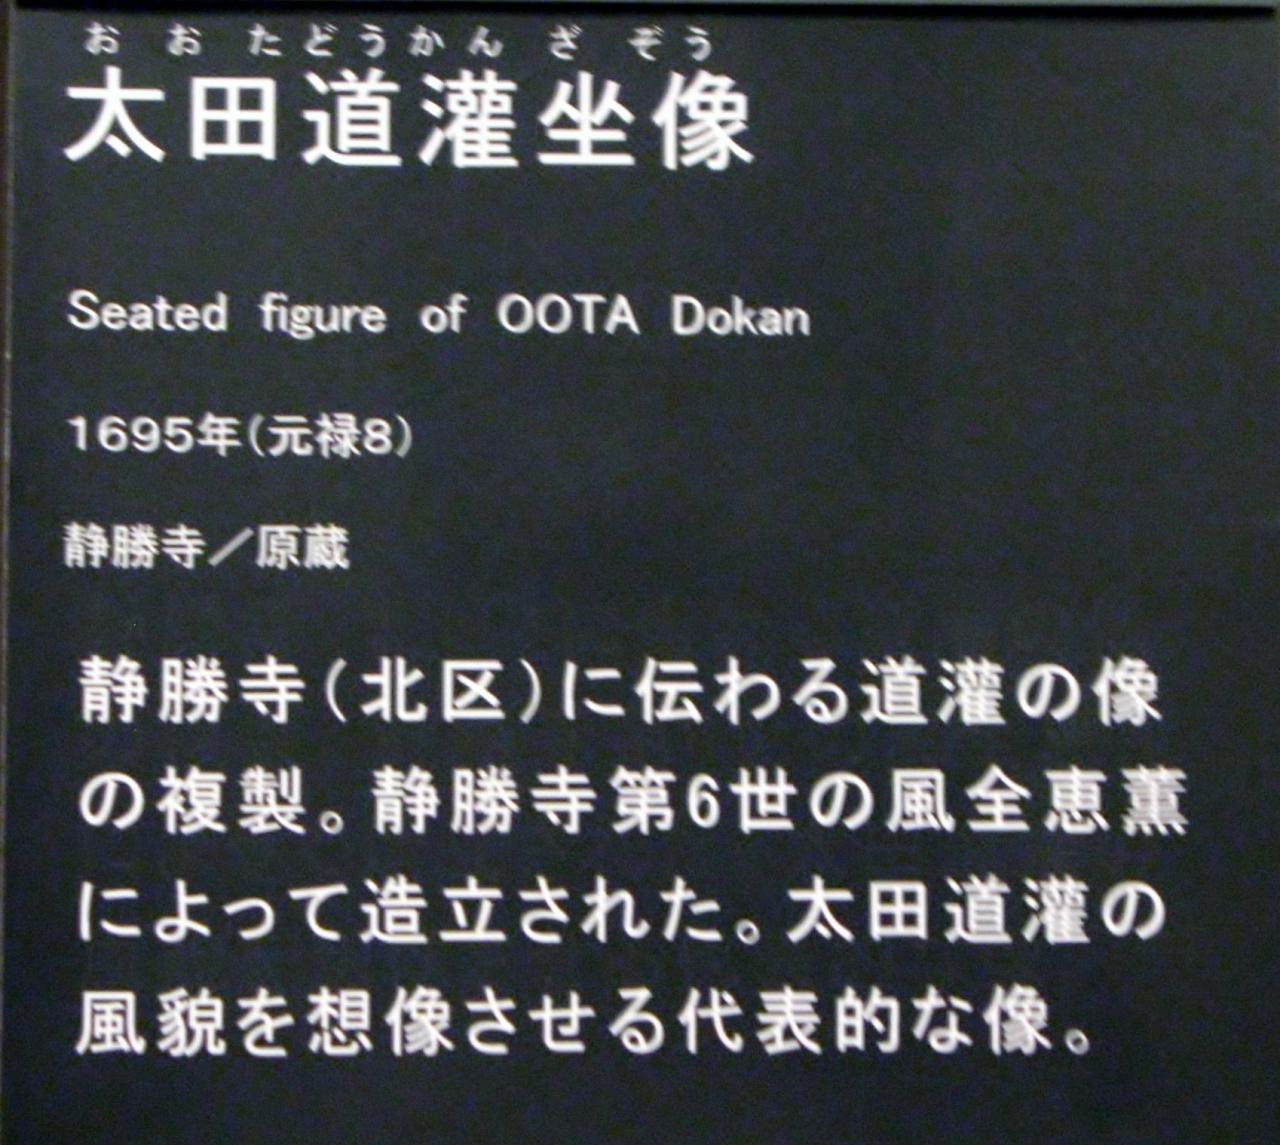 おおたどうかんざぞう
太田道灌坐像
Seated figure of OOTA Dokan
1695年(元禄8)
静勝寺／原蔵
静勝寺(北区)に伝わる道灌の像
の複製。静勝寺第6世の風全恵薫
によって造立された。太田道灌の
風貌を想像させる代表的な像。